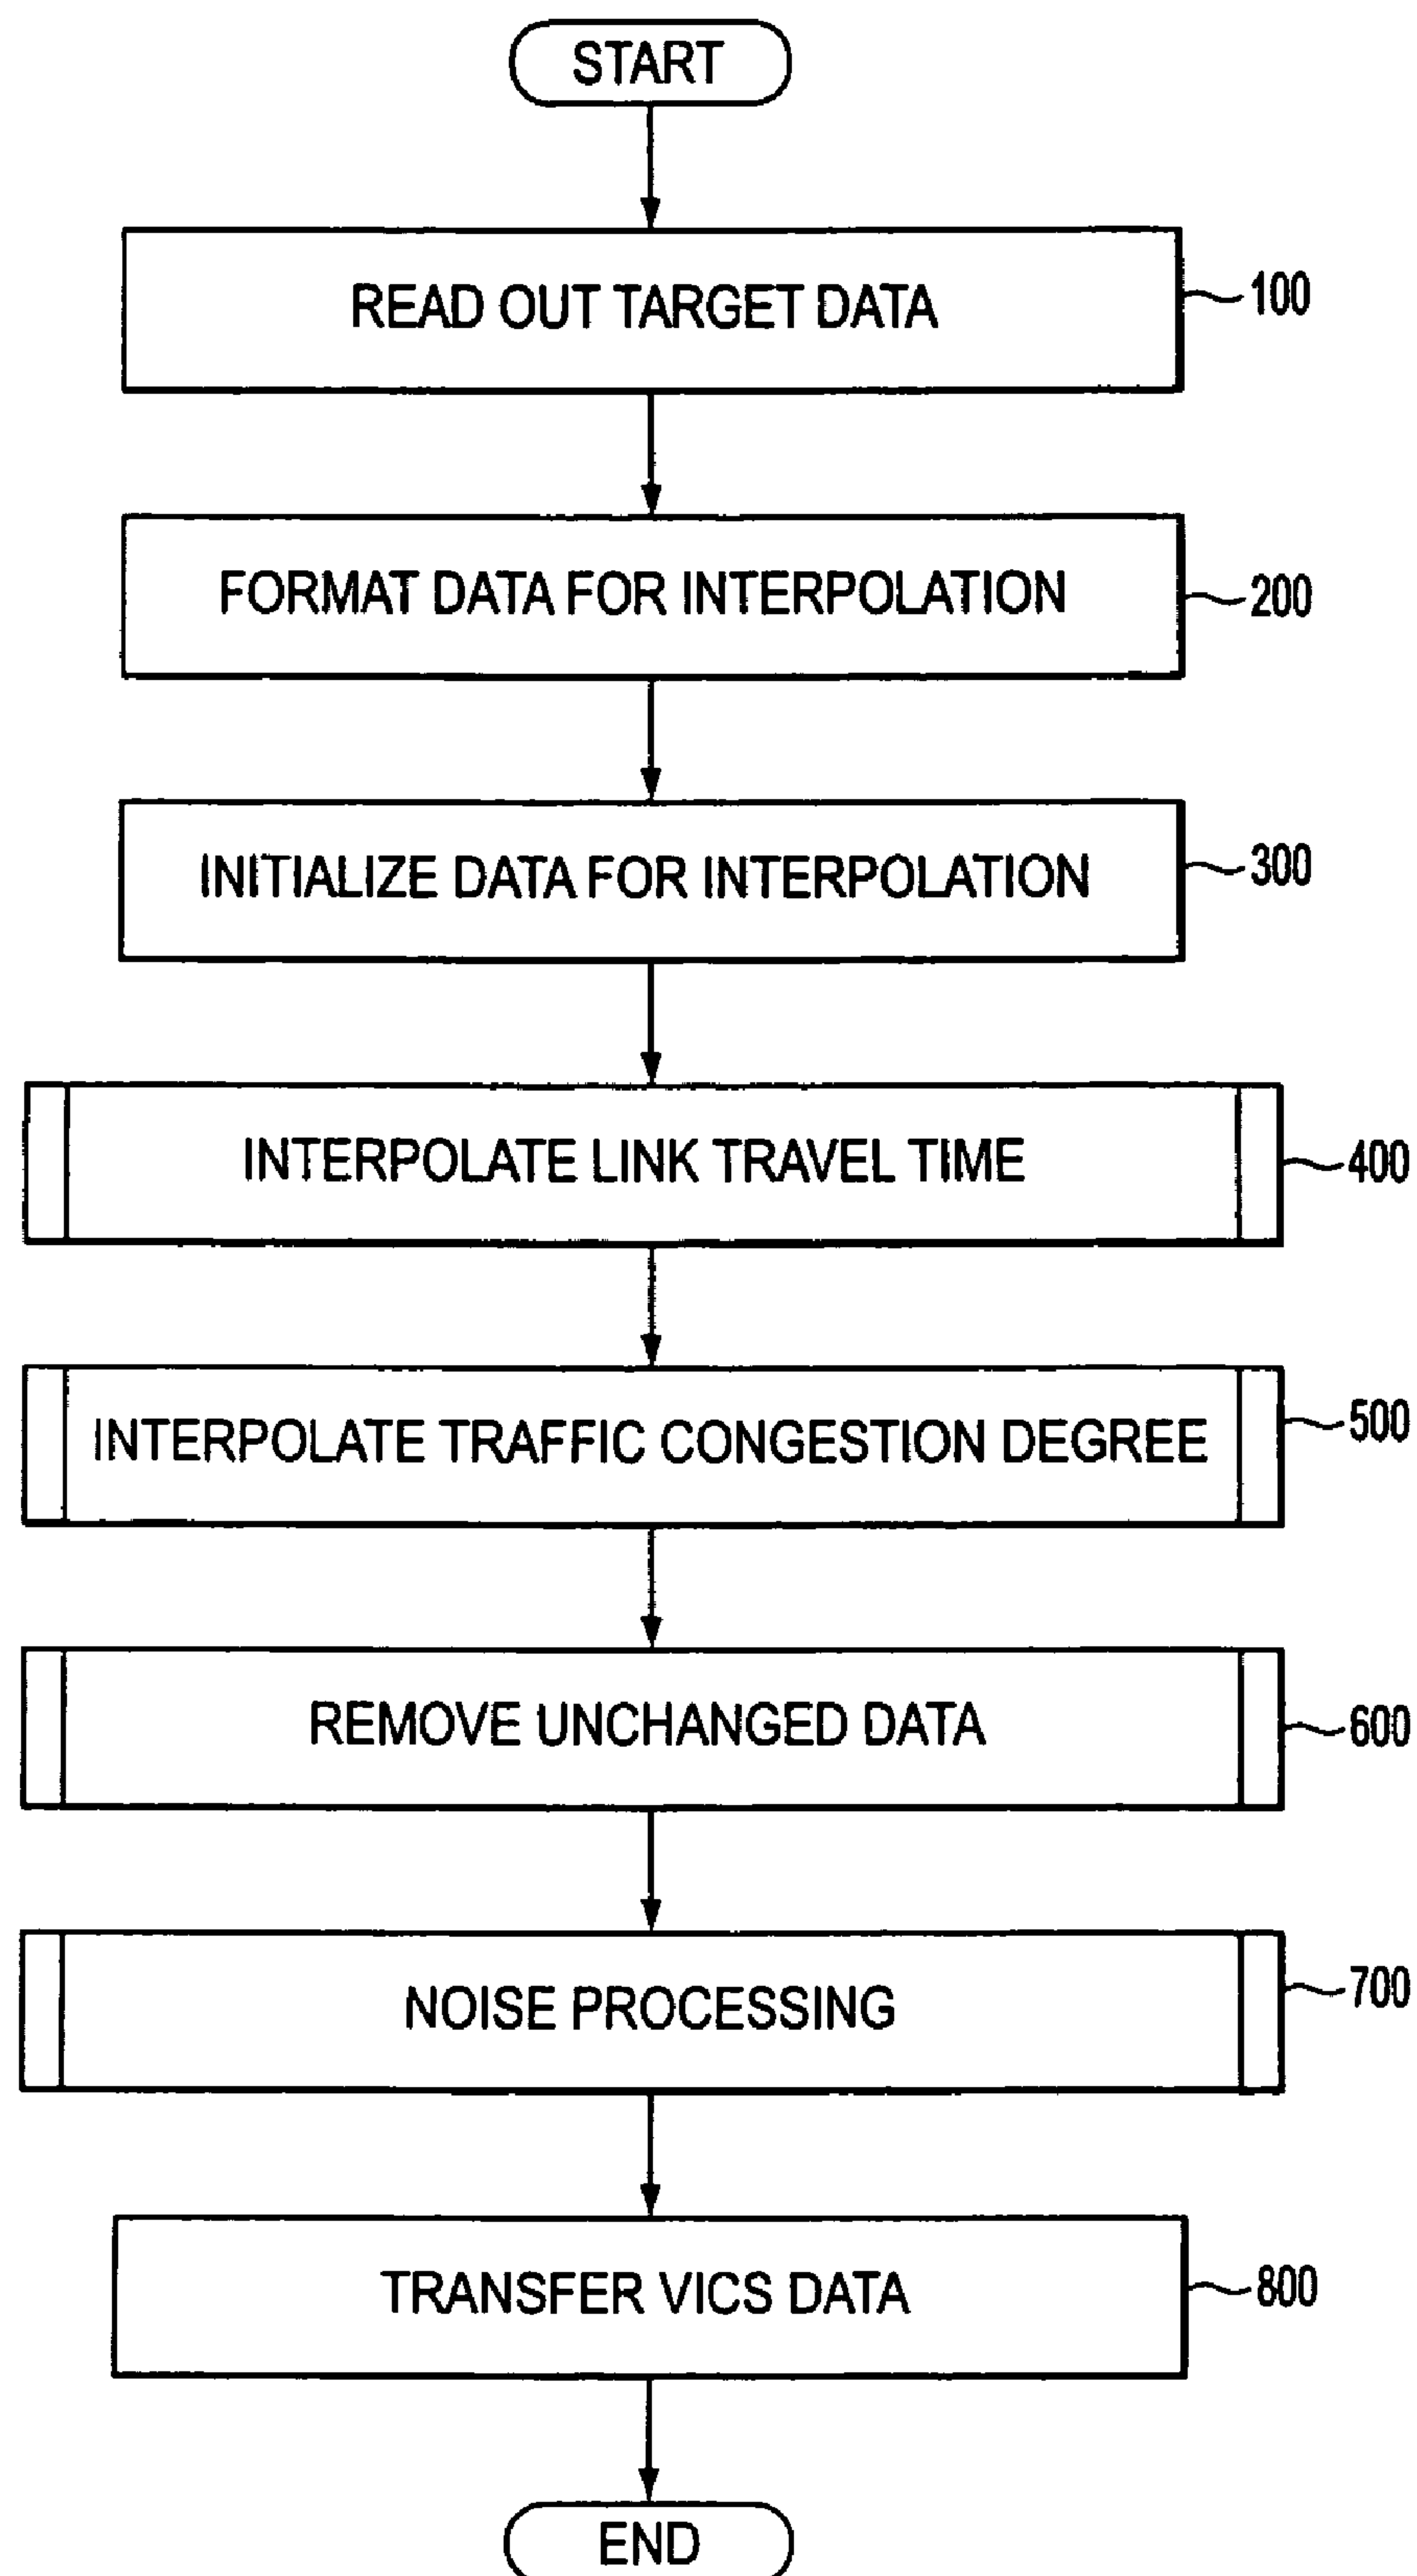 START
READ OUT TARGET DATA
100
FORMAT DATA FOR INTERPOLATION
200
INITIALIZE DATA FOR INTERPOLATION
300
INTERPOLATE LINK TRAVEL TIME
400
INTERPOLATE TRAFFIC CONGESTION DEGREE
500
REMOVE UNCHANGED DATA
600
NOISE PROCESSING
700
TRANSFER VICS DATA
800
END